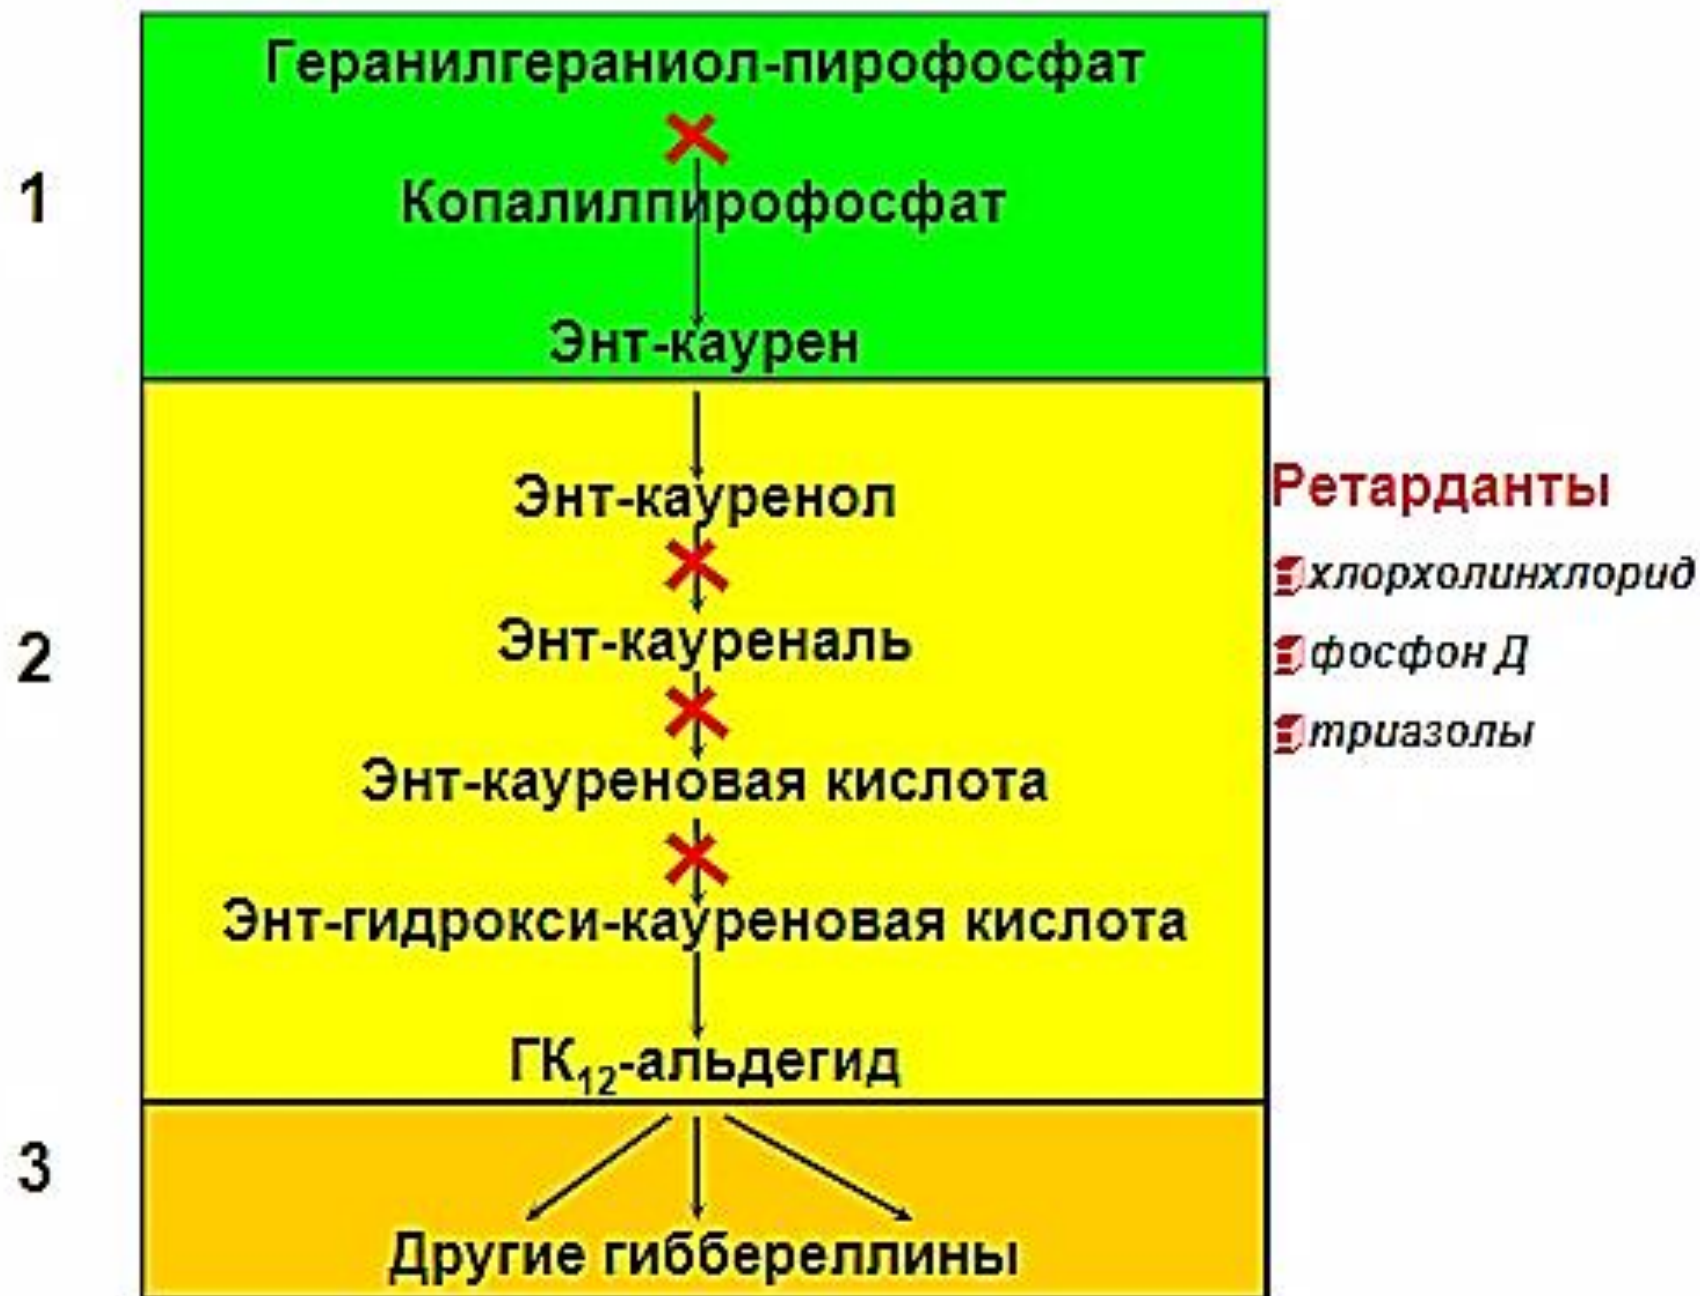 Геранилгераниол-пирофосфат
1
Копалилпирофосфат
Энт-каурен
Энт-кауренол
Ретарданты
хлорхолинхлорид
2
Энт-кауреналь
фосфон Д
триазолы
Энт-кауреновая кислота
Энт-гидрокси-кауреновая кислота
ГК₁₂-альдегид
3
Другие гиббереллины